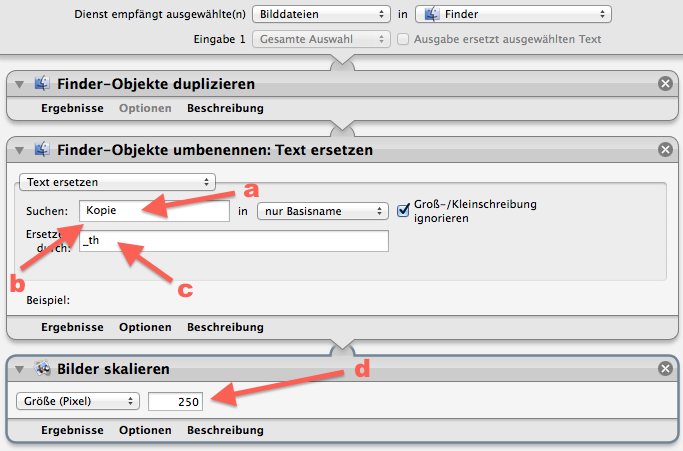 Dienst empfängt ausgewählte(n) Bilddateien in Finder
Eingabe 1 Gesamte Auswahl Ausgabe ersetzt ausgewählten Text
Finder-Objekte duplizieren
Ergebnisse Optionen Beschreibung
Finder-Objekte umbenennen: Text ersetzen
Text ersetzen
a
Suchen: Kopie in nur Basisname Groß-/Kleinschreibung
ignorieren
Ersetze
durch: _th
b
c
Beispiel:
Ergebnisse Optionen Beschreibung
Bilder skalieren
d
Größe (Pixel) 250
Ergebnisse Optionen Beschreibung